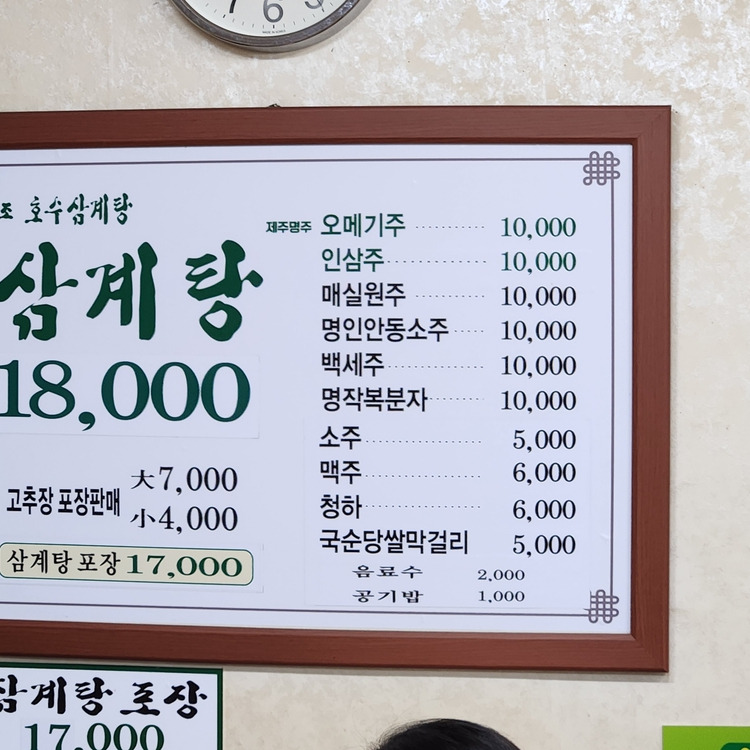 7 6 5
조 호수삼계탕
삼계탕
18,000
고추장 포장판매 大7,000
小4,000
삼계탕 포장 17,000
제주명주 오메기주 10,000
인삼주 10,000
매실원주 10,000
명인안동소주 10,000
백세주 10,000
명작복분자 10,000
소주 5,000
맥주 6,000
청하 6,000
국순당쌀막걸리 5,000
음료수 2,000
공기밥 1,000
삼계탕 포장
17,000